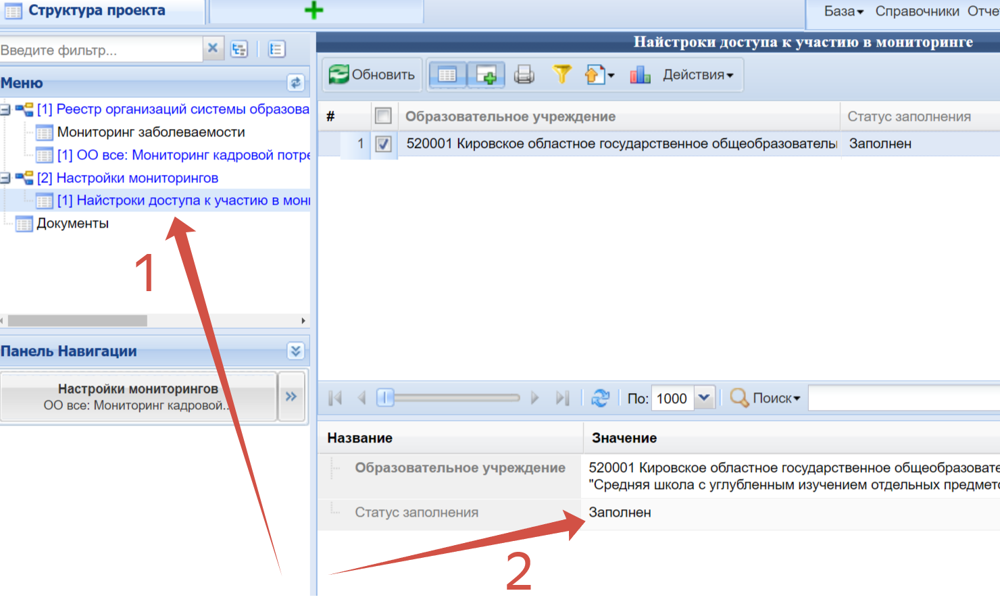 Структура проекта
База Справочники Отче
Введите фильтр...
Меню
[1] Реестр организаций системы образова
Мониторинг заболеваемости
[1] ОО все: Мониторинг кадровой потре
[2] Настройки мониторингов
[1] Найстроки доступа к участию в мони
Документы
1
Панель Навигации
Настройки мониторингов
ОО все: Мониторинг кадровой...
Найстроки доступа к участию в мониторинге
Обновить Действия
# Образовательное учреждение Статус заполнения
1 520001 Кировское областное государственное общеобразователь Заполнен
По: 1000 Поиск
Название Значение
Образовательное учреждение 520001 Кировское областное государственное общеобразовате
"Средняя школа с углубленным изучением отдельных предмето
Статус заполнения Заполнен
2